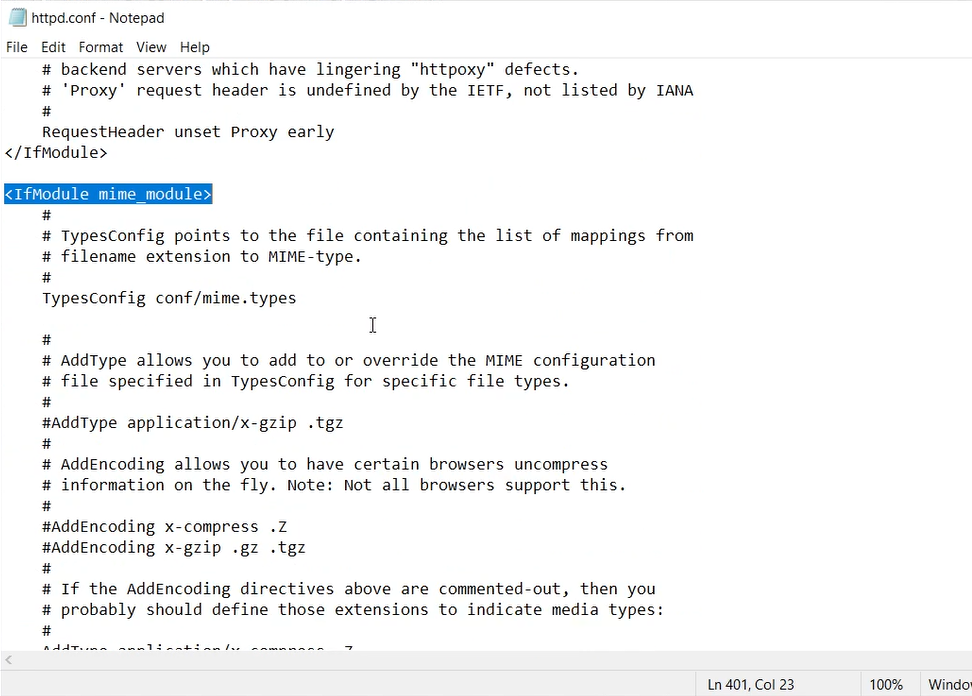 httpd.conf - Notepad
File Edit Format View Help
# backend servers which have lingering "httpoxy" defects.
# 'Proxy' request header is undefined by the IETF, not listed by IANA
#
RequestHeader unset Proxy early
</IfModule>
<IfModule mime_module>
#
# TypesConfig points to the file containing the list of mappings from
# filename extension to MIME-type.
#
TypesConfig conf/mime.types
#
# AddType allows you to add to or override the MIME configuration
# file specified in TypesConfig for specific file types.
#
#AddType application/x-gzip .tgz
#
# AddEncoding allows you to have certain browsers uncompress
# information on the fly. Note: Not all browsers support this.
#
#AddEncoding x-compress .Z
#AddEncoding x-gzip .gz .tgz
#
# If the AddEncoding directives above are commented-out, then you
# probably should define those extensions to indicate media types:
#
AddType application/x-compress .Z
Ln 401, Col 23 100% Windo